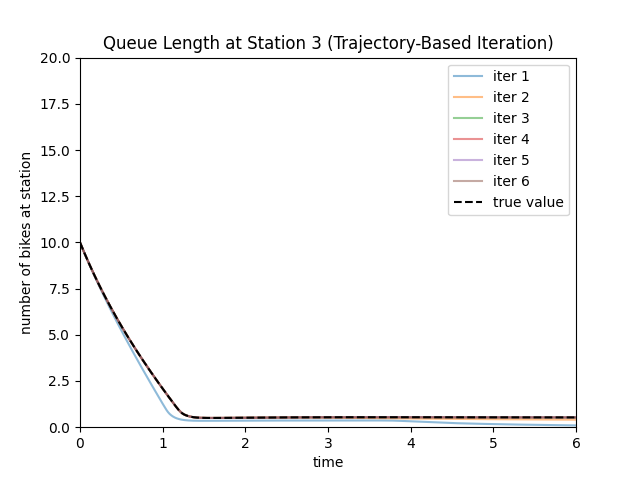 Queue Length at Station 3 (Trajectory-Based Iteration)
20.0
17.5
15.0
12.5
10.0
7.5
5.0
2.5
0.0
number of bikes at station
iter 1
iter 2
iter 3
iter 4
iter 5
iter 6
true value
0 1 2 3 4 5 6
time